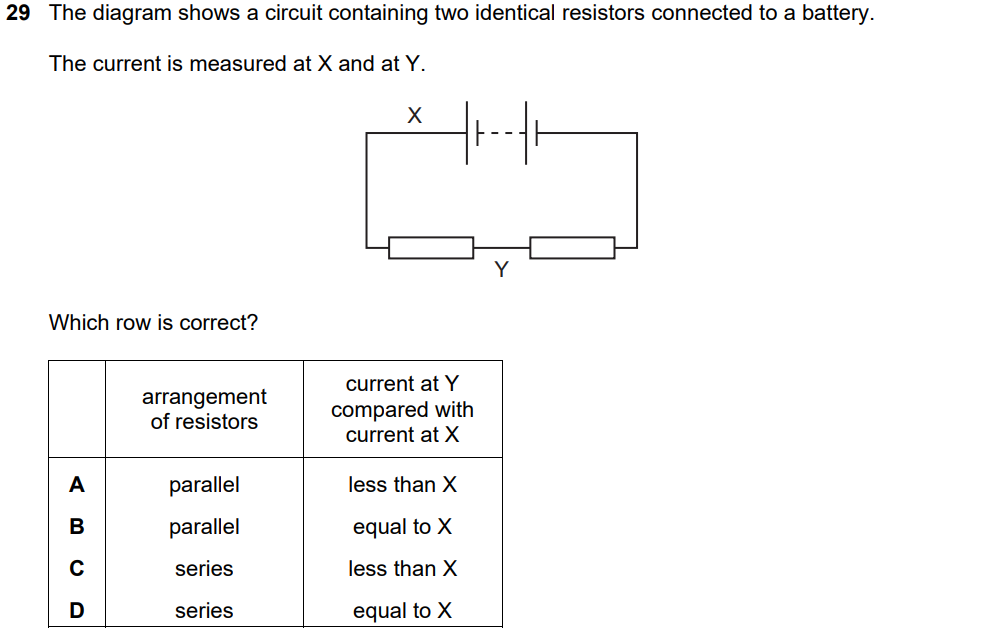 29 The diagram shows a circuit containing two identical resistors connected to a battery.
The current is measured at X and at Y.
X
Y
Which row is correct?
arrangement
of resistors
current at Y
compared with
current at X
A parallel less than X
B parallel equal to X
C series less than X
D series equal to X